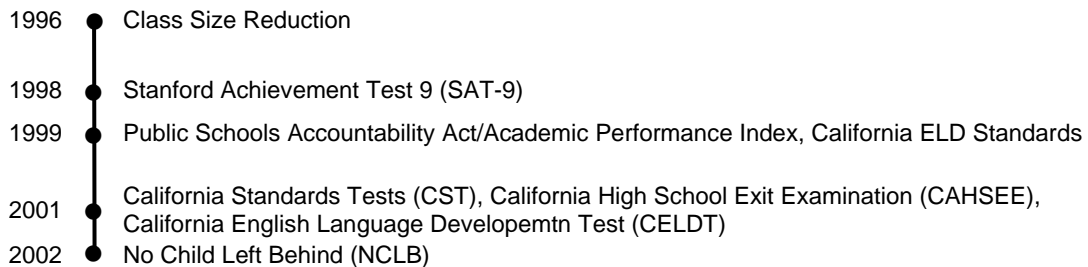 1996 Class Size Reduction
1998 Stanford Achievement Test 9 (SAT-9)
1999 Public Schools Accountability Act/Academic Performance Index, California ELD Standards
2001 California Standards Tests (CST), California High School Exit Examination (CAHSEE),
California English Language Developemtn Test (CELDT)
2002 No Child Left Behind (NCLB)